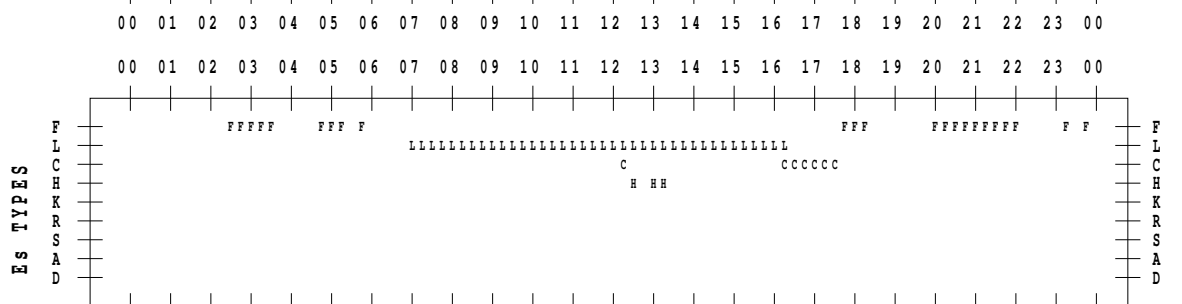 00 01 02 03 04 05 06 07 08 09 10 11 12 13 14 15 16 17 18 19 20 21 22 23 00
00 01 02 03 04 05 06 07 08 09 10 11 12 13 14 15 16 17 18 19 20 21 22 23 00
Es TYPES
F FFFFF FFF F FFF FFFFFFFFF F F F
L LLLLLLLLLLLLLLLLLLLLLLLLLLLLLLLLLLLLLL L
C C CCCCCC C
H H HH H
K K
R R
S S
A A
D D